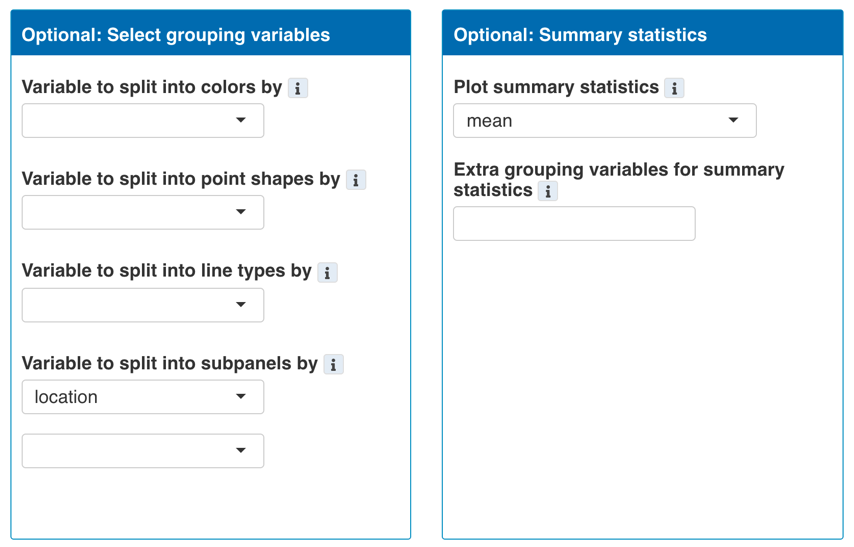 Optional: Select grouping variables
Variable to split into colors by
Variable to split into point shapes by
Variable to split into line types by
Variable to split into subpanels by
location
Optional: Summary statistics
Plot summary statistics
mean
Extra grouping variables for summary
statistics